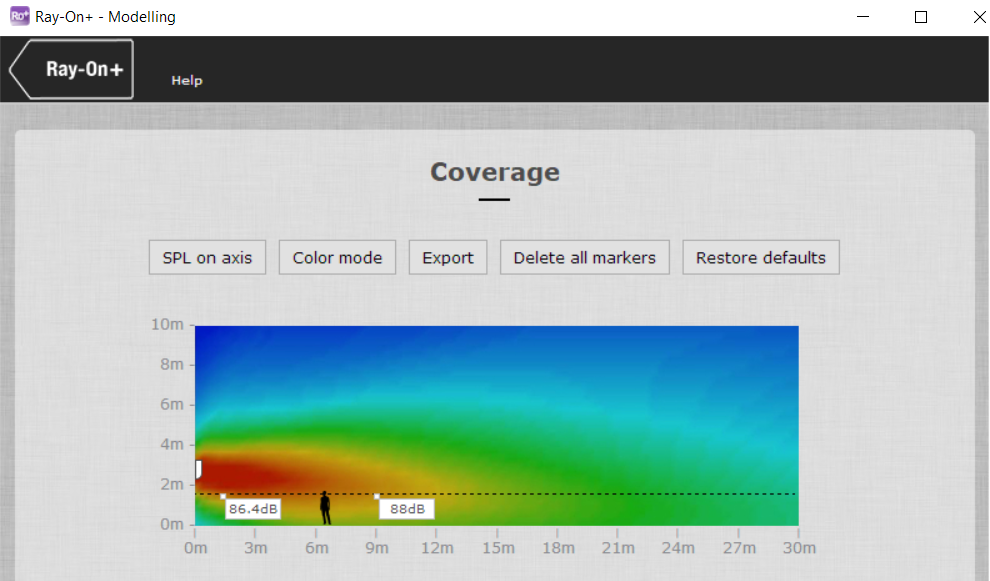 Ro+ Ray-On+ - Modelling
Ray-On+ Help
Coverage
SPL on axis Color mode Export Delete all markers Restore defaults
10m
8m
6m
4m
2m
86.4dB 88dB
0m
0m 3m 6m 9m 12m 15m 18m 21m 24m 27m 30m